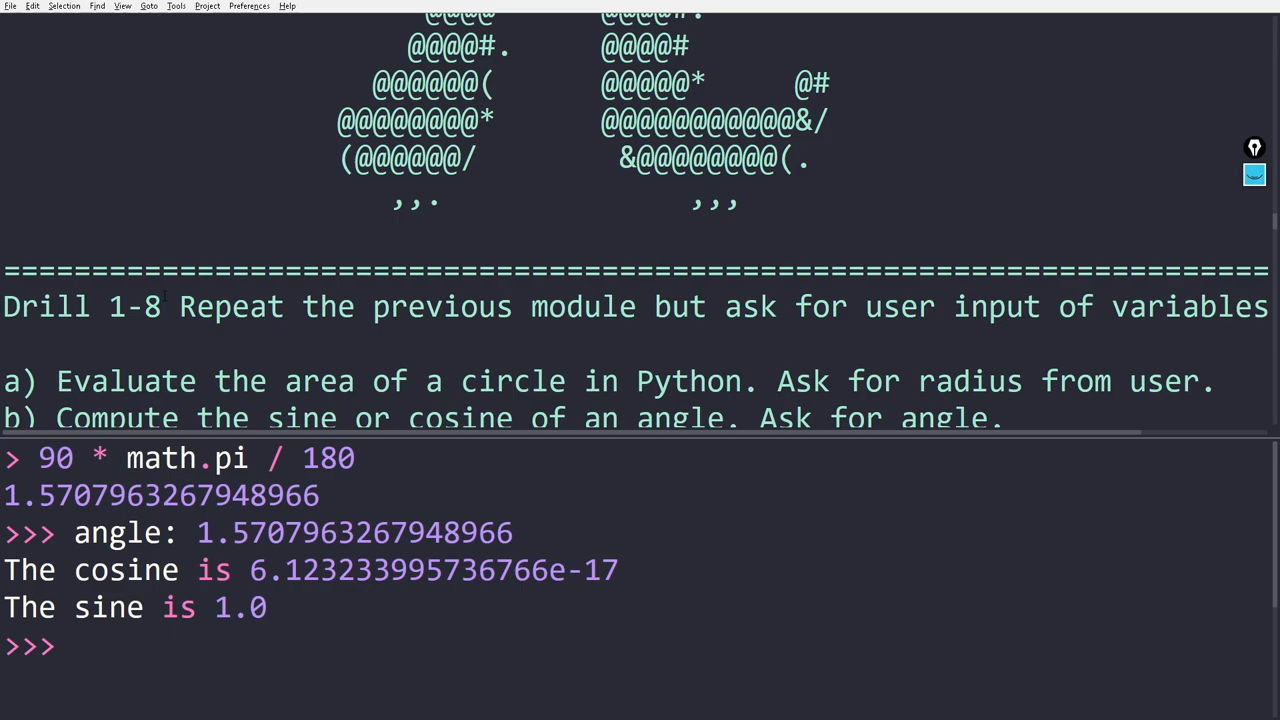 File Edit Selection Find View Goto Tools Project Preferences Help
@@@@#. @@@@#
@@@@@@( @@@@@* @#
@@@@@@@@* @@@@@@@@@@@&/
(@@@@@@/ &@@@@@@@@(.
,,. ,,,
========================================================================
Drill 1-8 Repeat the previous module but ask for user input of variables
a) Evaluate the area of a circle in Python. Ask for radius from user.
b) Compute the sine or cosine of an angle. Ask for angle.
> 90 * math.pi / 180
1.5707963267948966
>>> angle: 1.5707963267948966
The cosine is 6.123233995736766e-17
The sine is 1.0
>>>